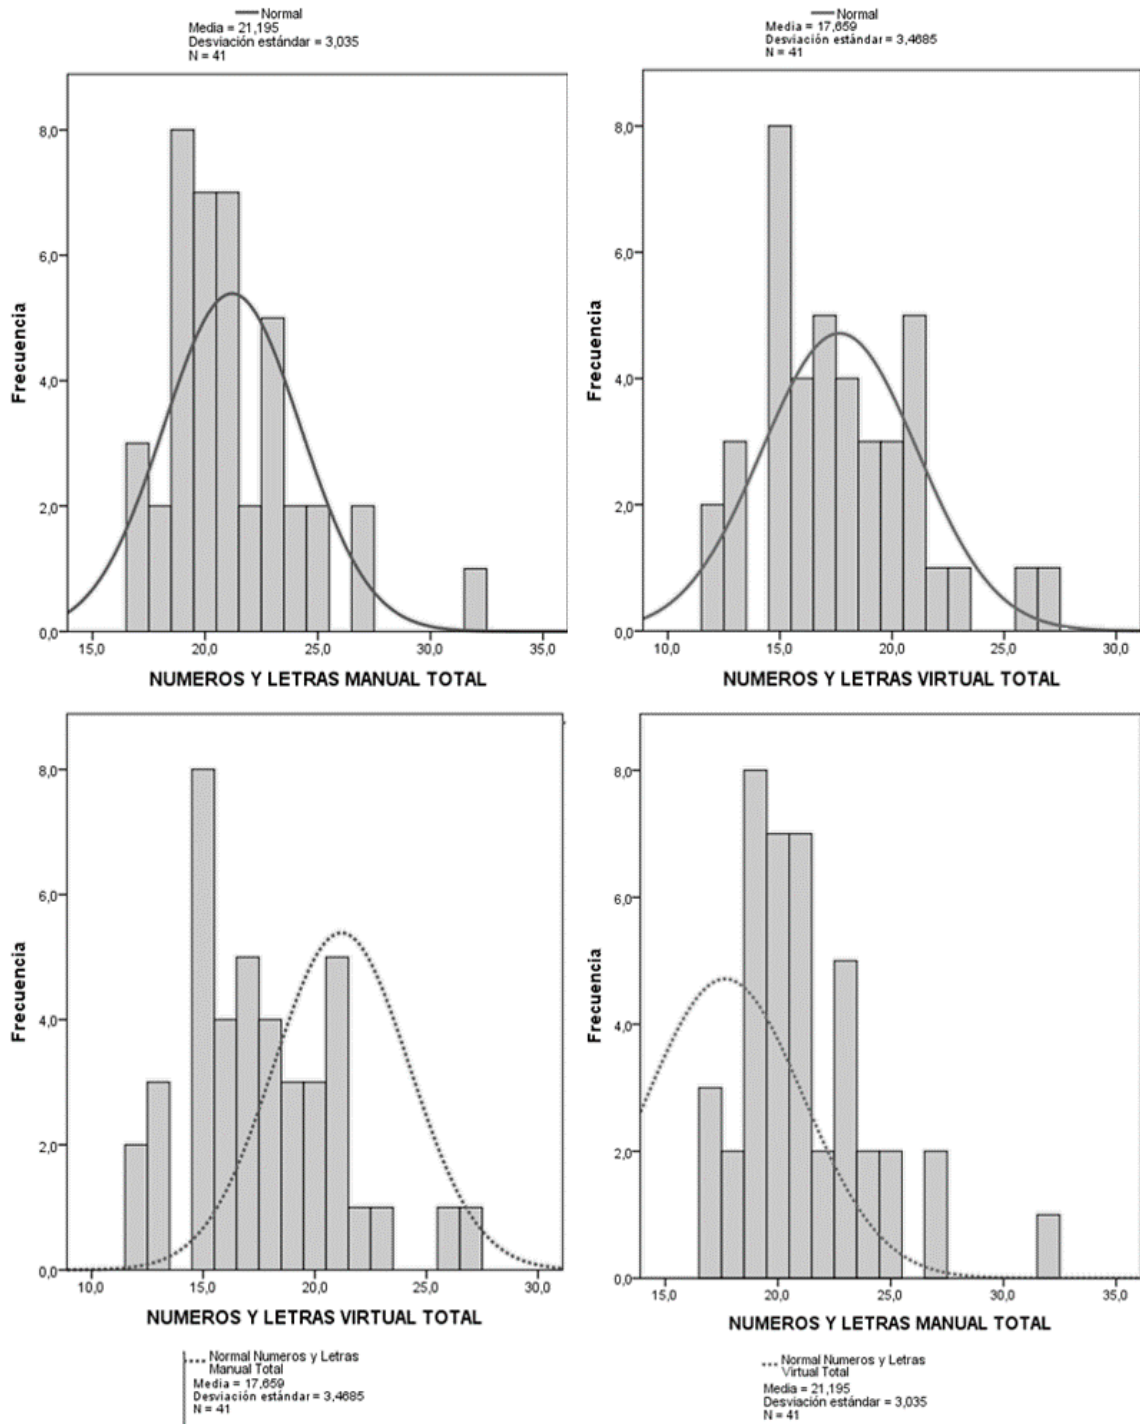 Normal
Media = 21,195
Desviación estándar = 3,035
N = 41
8,0
6,0
4,0
2,0
0,0
Frecuencia
15,0 20,0 25,0 30,0 35,0
NUMEROS Y LETRAS MANUAL TOTAL
Normal
Media = 17,659
Desviación estándar = 3,4685
N = 41
8,0
6,0
4,0
2,0
0,0
Frecuencia
10,0 15,0 20,0 25,0 30,0
NUMEROS Y LETRAS VIRTUAL TOTAL
8,0
6,0
4,0
2,0
0,0
Frecuencia
10,0 15,0 20,0 25,0 30,0
NUMEROS Y LETRAS VIRTUAL TOTAL
Normal Numeros y Letras
Manual Total
Media = 17,659
Desviación estándar = 3,4685
N = 41
8,0
6,0
4,0
2,0
0,0
Frecuencia
15,0 20,0 25,0 30,0 35,0
NUMEROS Y LETRAS MANUAL TOTAL
Normal Numeros y Letras
Virtual Total
Media = 21,195
Desviación estándar = 3,035
N = 41